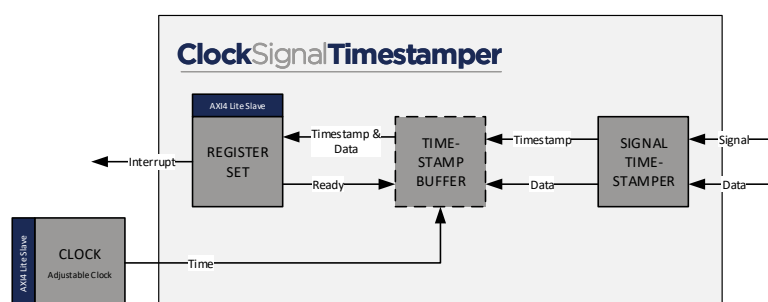 ClockSignalTimestamper
AXI4 Lite Slave
REGISTER
SET
Timestamp &
Data
Ready
Interrupt
TIME-
STAMP
BUFFER
Timestamp
Data
SIGNAL
TIME-
STAMPER
Signal
Data
AXI4 Lite Slave
CLOCK
Adjustable Clock
Time